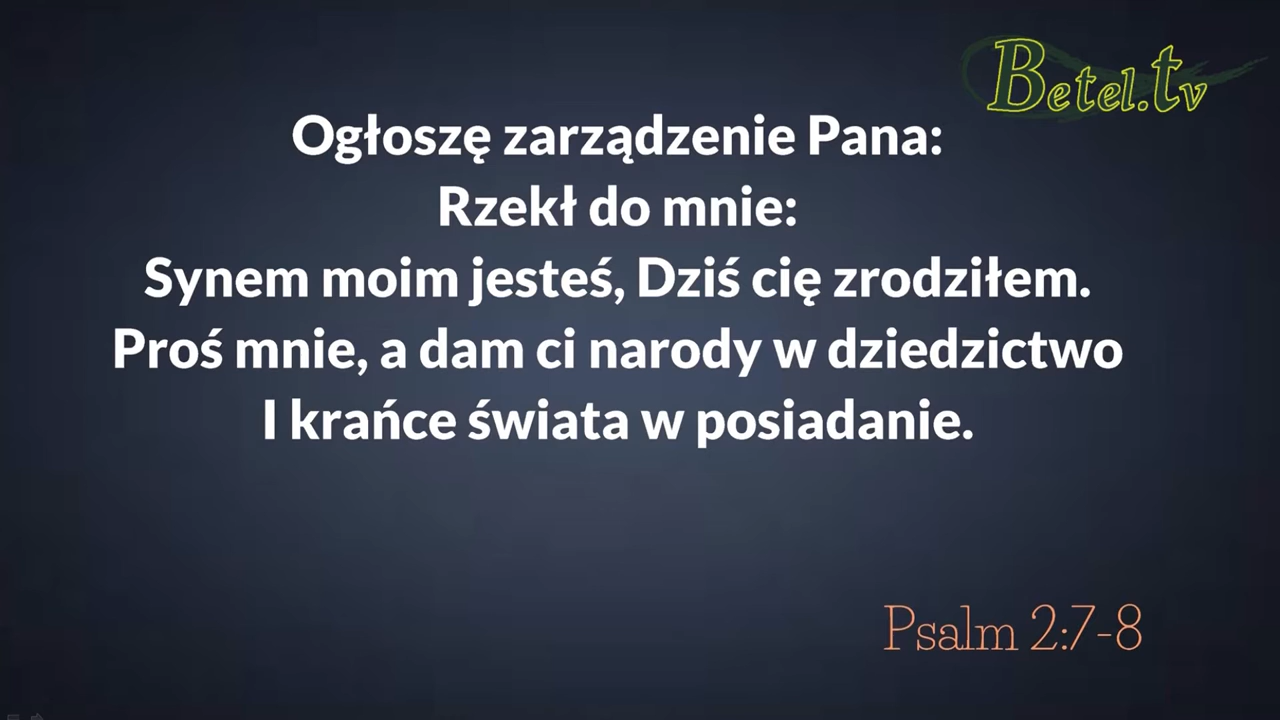 Betel.tv
Ogłoszę zarządzenie Pana:
Rzekł do mnie:
Synem moim jesteś, Dziś cię zrodziłem.
Proś mnie, a dam ci narody w dziedzictwo
I krańce świata w posiadanie.
Psalm 2:7-8